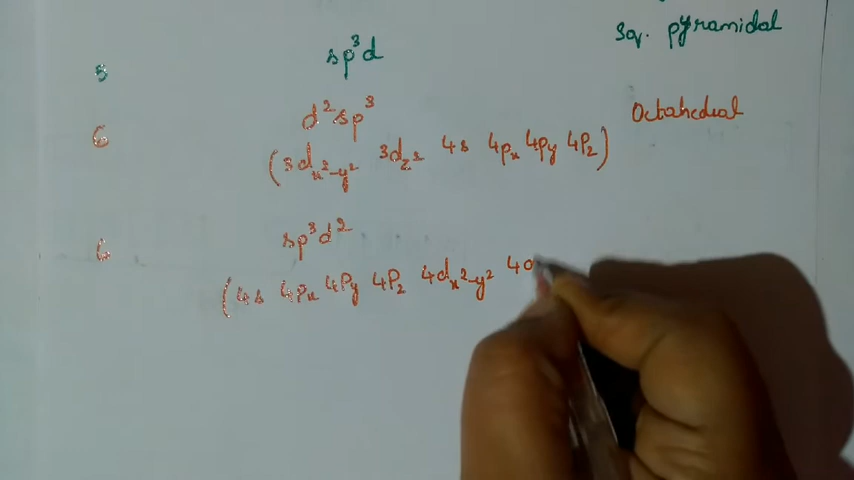 5 sp³d sq. pyramidal
6 d²sp³ Octahedral
(3dx²-y² 3dz² 4s 4px 4py 4Pz)
6 sp³d²
(4s 4px 4Py 4Pz 4dx²-y² 4d